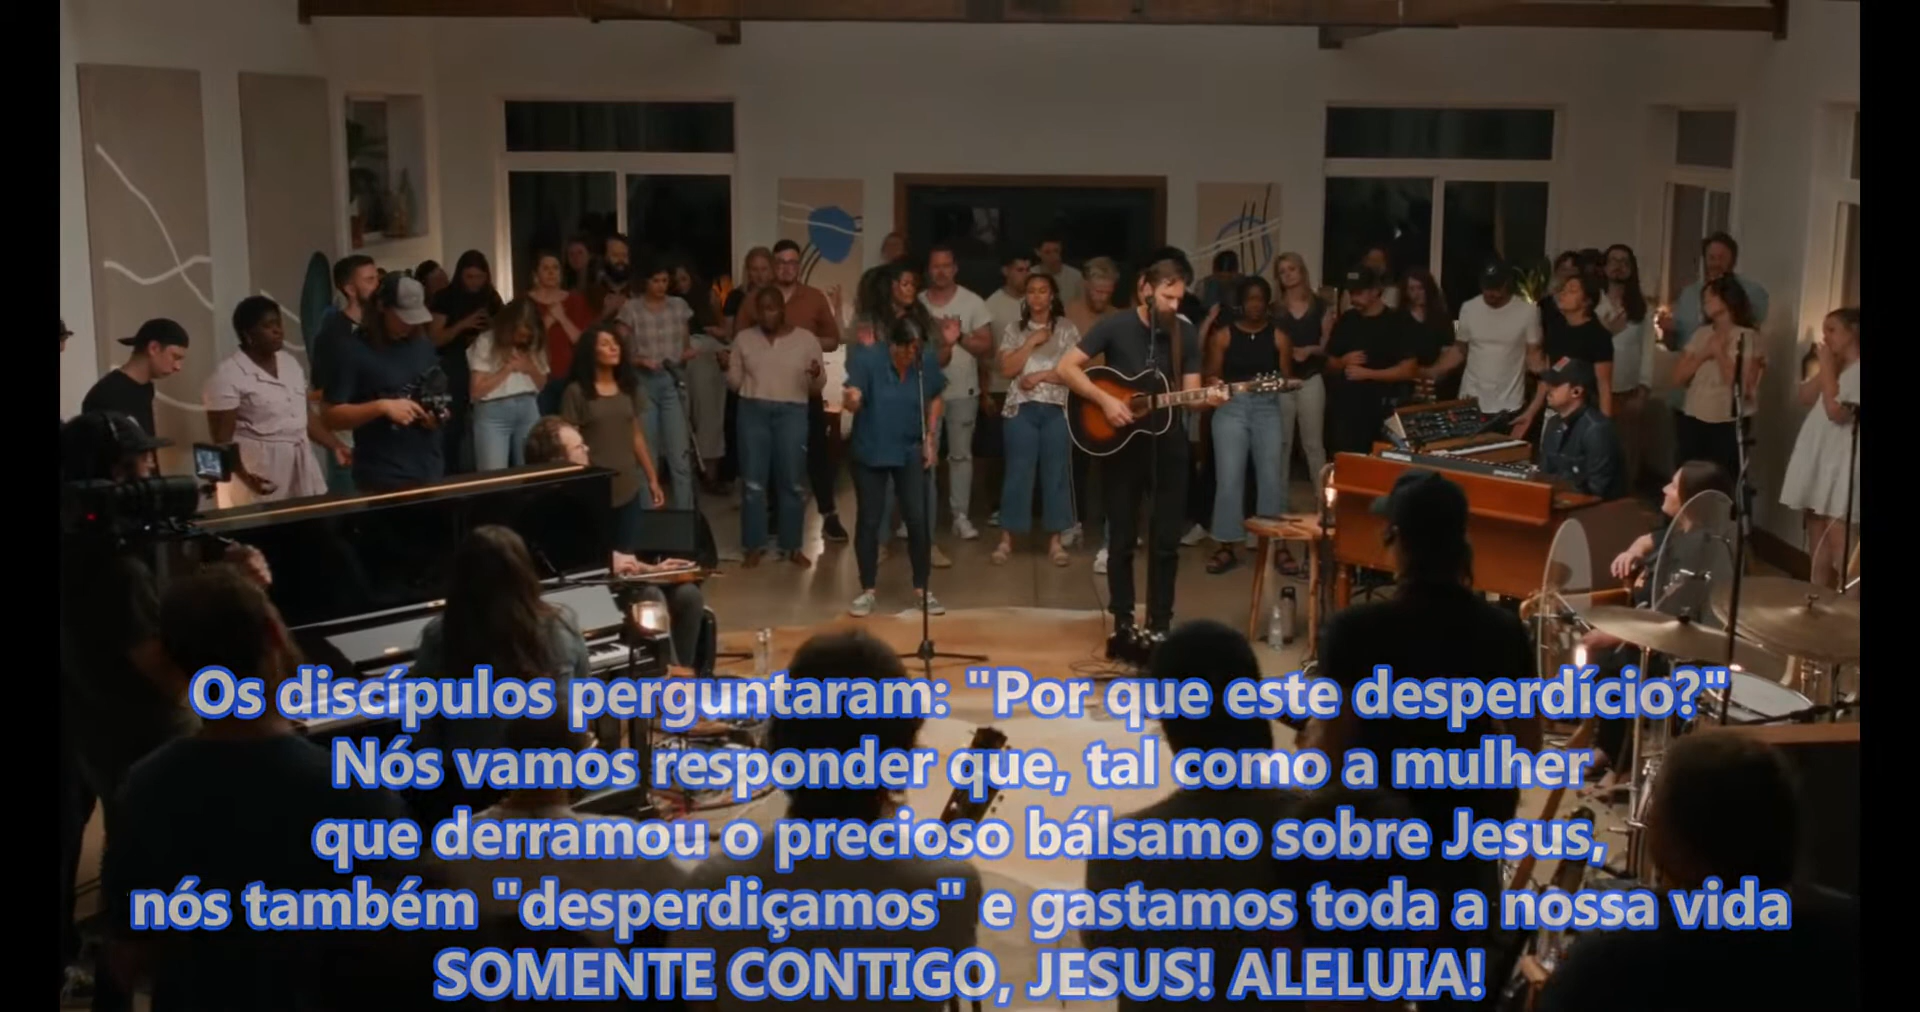 Os discípulos perguntaram: "Por que este desperdício?"
Nós vamos responder que, tal como a mulher
que derramou o precioso bálsamo sobre Jesus,
nós também "desperdiçamos" e gastamos toda a nossa vida
SOMENTE CONTIGO, JESUS! ALELUIA!